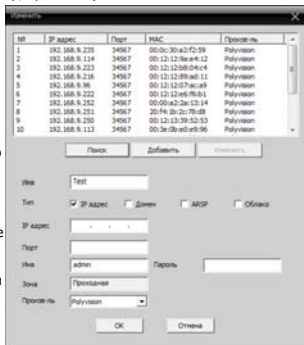 Изменить
№ IP адрес Порт MAC Произв-ль
1 192.168.9.235 34567 00:0c:30:a2:f2:59 Polyvision
2 192.168.9.114 34567 00:12:12:9a:e4:12 Polyvision
3 192.168.9.223 34567 00:12:12:b8:04:c4 Polyvision
4 192.168.9.216 34567 00:12:12:89:ad:11 Polyvision
5 192.168.9.96 34567 00:12:12:07:ac:a9 Polyvision
6 192.168.9.222 34567 00:12:12:e6:f6:b1 Polyvision
7 192.168.9.252 34567 00:00:a2:2a:13:14 Polyvision
8 192.168.9.251 34567 20:f4:1b:2c:78:d8 Polyvision
9 192.168.9.250 34567 00:12:13:39:52:53 Polyvision
10 192.168.9.113 34567 00:3e:0b:e0:e9:96 Polyvision
Поиск Добавить Изменить
Имя Test
Тип IP адрес Домен ARSP Облако
IP адрес
Порт
Имя admin Пароль
Зона Проходная
Произв-ль Polyvision
OK Отмена